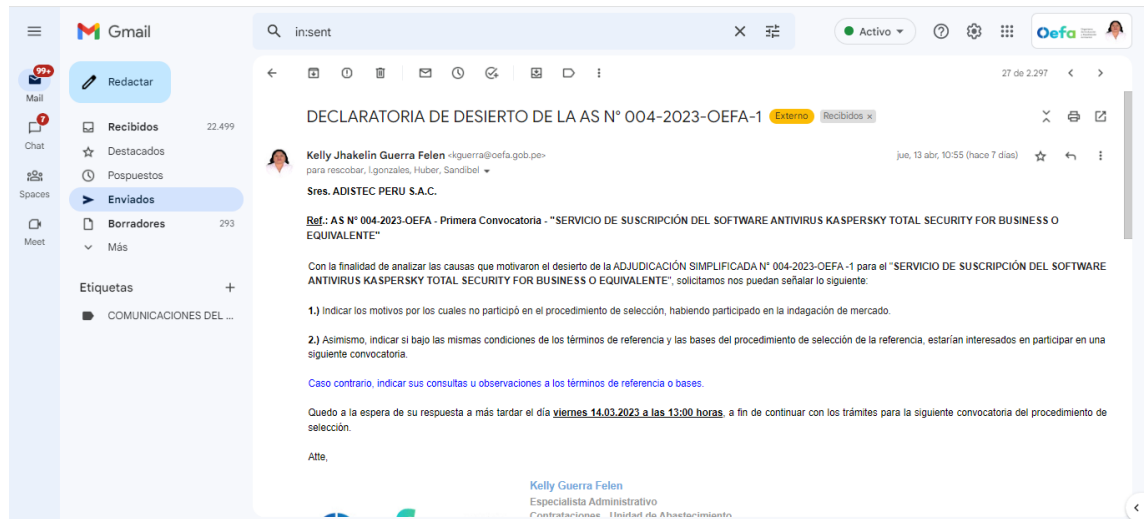 Gmail
in:sent
Activo
Oefa
99+
Mail
Redactar
27 de 2.297
7
Chat
Recibidos 22.499
DECLARATORIA DE DESIERTO DE LA AS N° 004-2023-OEFA-1 Externo Recibidos x
Destacados
Kelly Jhakelin Guerra Felen <kguerra@oefa.gob.pe> jue, 13 abr, 10:55 (hace 7 días)
para rescobar, l.gonzales, Huber, Sandibel
Pospuestos
Spaces
Enviados
Sres. ADISTEC PERU S.A.C.
Borradores 293
Meet
Más
Ref.: AS N° 004-2023-OEFA - Primera Convocatoria - "SERVICIO DE SUSCRIPCIÓN DEL SOFTWARE ANTIVIRUS KASPERSKY TOTAL SECURITY FOR BUSINESS O
EQUIVALENTE"
Con la finalidad de analizar las causas que motivaron el desierto de la ADJUDICACIÓN SIMPLIFICADA N° 004-2023-OEFA -1 para el "SERVICIO DE SUSCRIPCIÓN DEL SOFTWARE
ANTIVIRUS KASPERSKY TOTAL SECURITY FOR BUSINESS O EQUIVALENTE", solicitamos nos puedan señalar lo siguiente:
Etiquetas +
COMUNICACIONES DEL ...
1.) Indicar los motivos por los cuales no participó en el procedimiento de selección, habiendo participado en la indagación de mercado.
2.) Asimismo, indicar si bajo las mismas condiciones de los términos de referencia y las bases del procedimiento de selección de la referencia, estarían interesados en participar en una
siguiente convocatoria.
Caso contrario, indicar sus consultas u observaciones a los términos de referencia o bases.
Quedo a la espera de su respuesta a más tardar el día viernes 14.03.2023 a las 13:00 horas, a fin de continuar con los trámites para la siguiente convocatoria del procedimiento de
selección.
Atte,
Kelly Guerra Felen
Especialista Administrativo
Contrataciones - Unidad de Abastecimiento